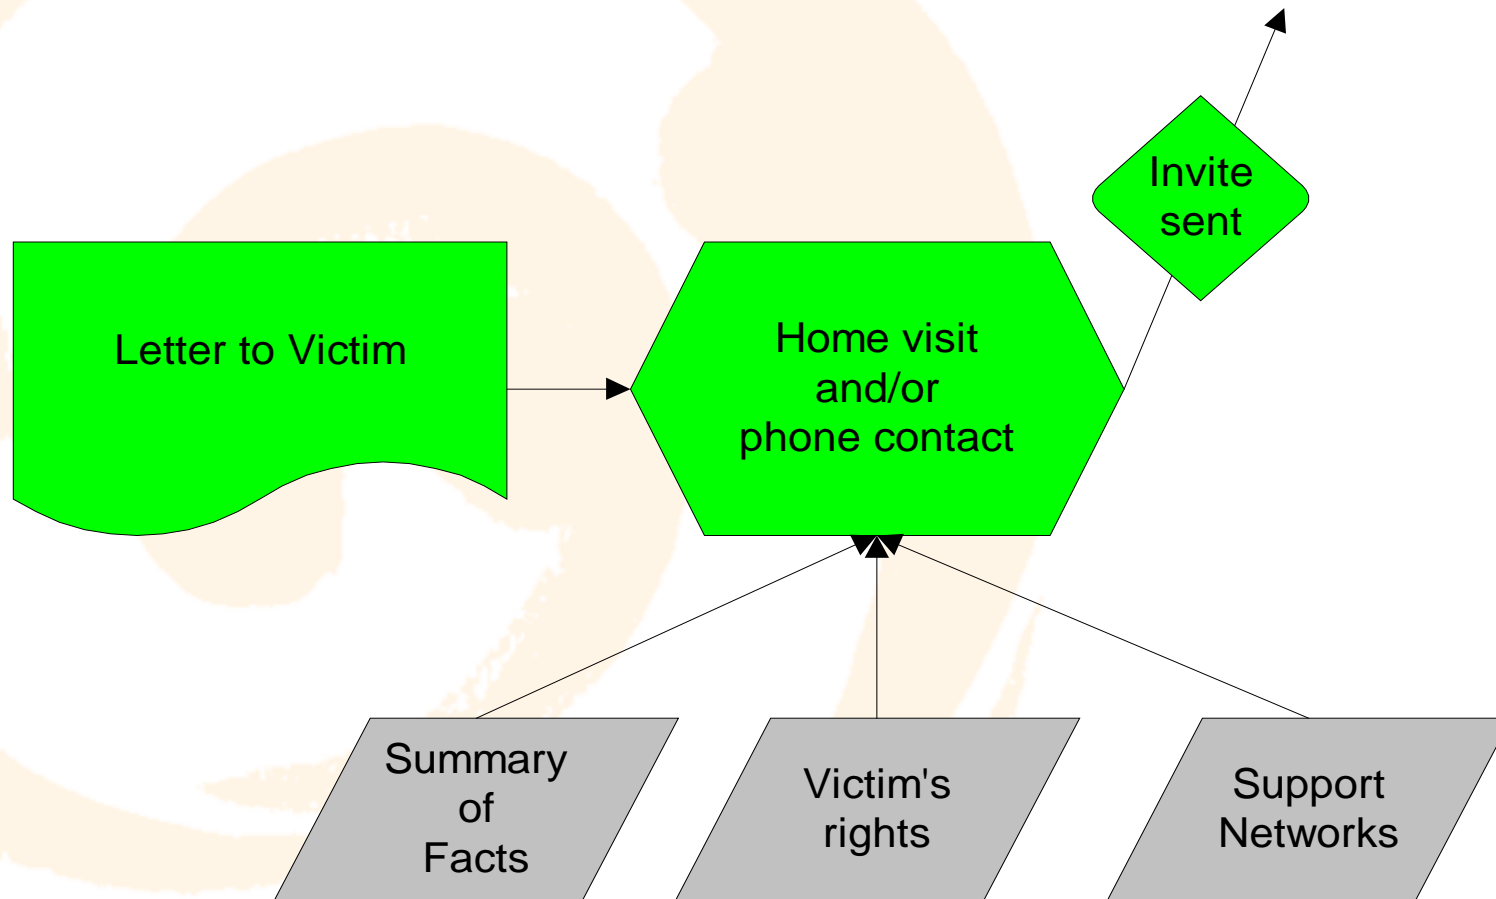 Invite
sent
Letter to Victim
Home visit
and/or
phone contact
Summary
of
Facts
Victim's
rights
Support
Networks